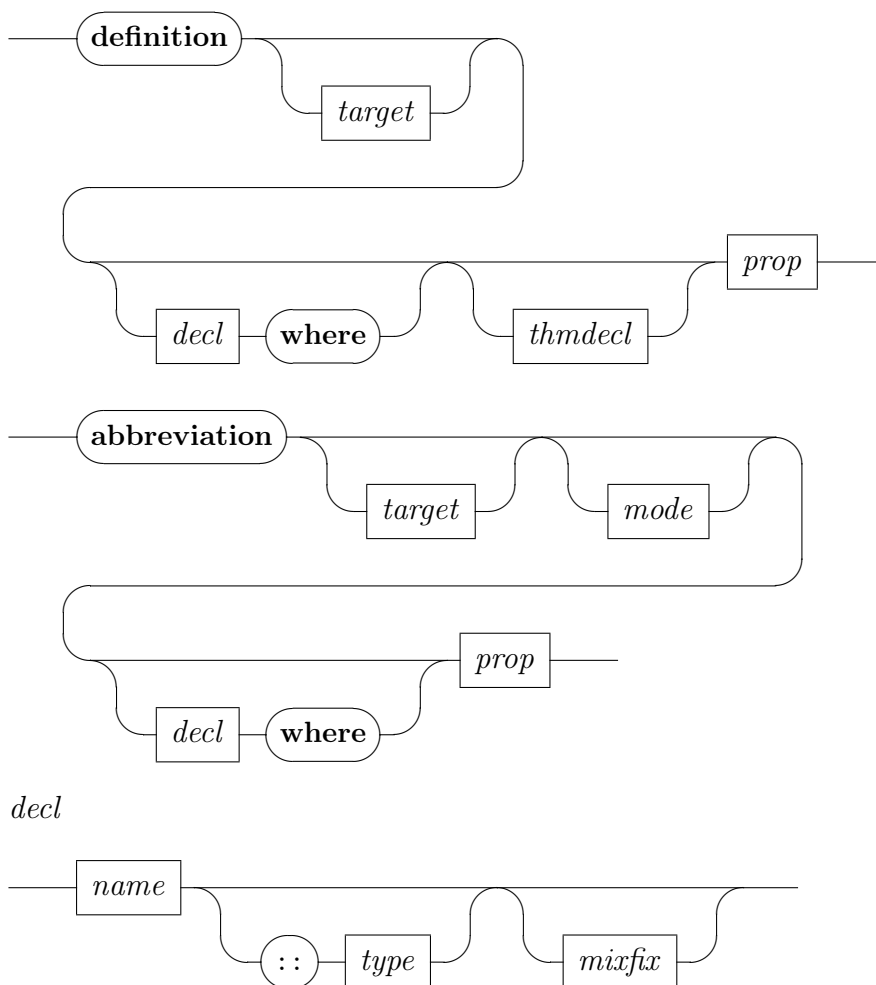 definition
target
decl where thmdecl prop
abbreviation
target mode
decl where prop
decl
name
:: type mixfix